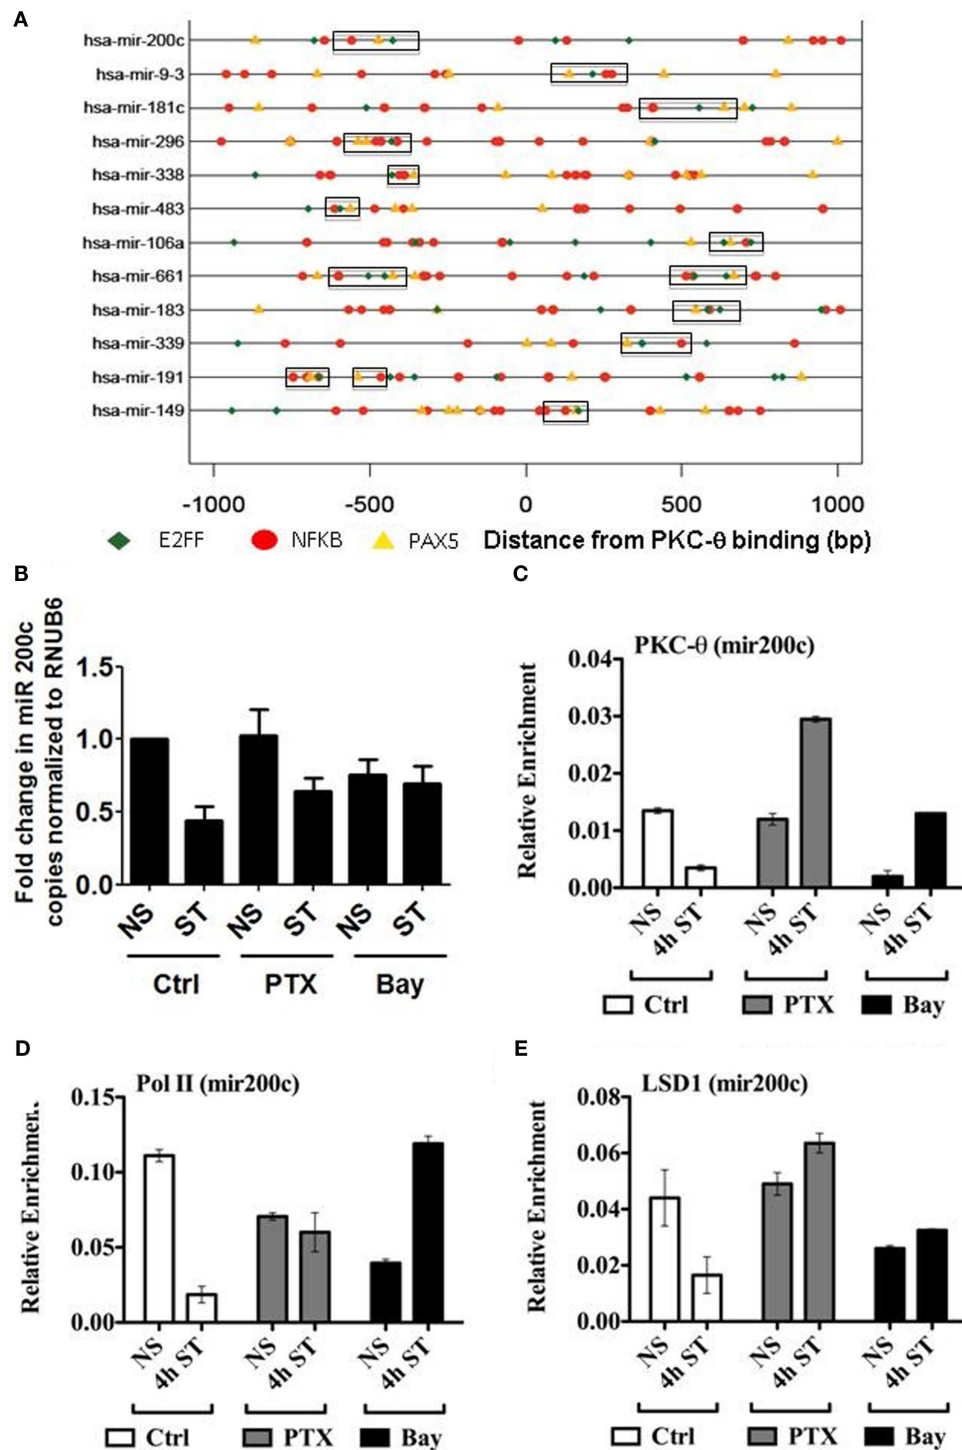 A
hsa-mir-200c
hsa-mir-9-3
hsa-mir-181c
hsa-mir-296
hsa-mir-338
hsa-mir-483
hsa-mir-106a
hsa-mir-661
hsa-mir-183
hsa-mir-339
hsa-mir-191
hsa-mir-149
-1000 -500 0 500 1000
E2FF NFKB PAX5 Distance from PKC-θ binding (bp)
B
Fold change in miR 200c
copies normalized to RNUB6
1.5
1.0
0.5
0.0
NS ST NS ST NS ST
Ctrl PTX Bay
C
PKC-θ (mir200c)
Relative Enrichment
0.04
0.03
0.02
0.01
0.00
NS 4h ST NS 4h ST NS 4h ST
Ctrl PTX Bay
D
Pol II (mir200c)
Relative
0.15
0.10
0.05
0.00
NS 4h ST NS 4h ST NS 4h ST
Ctrl PTX Bay
E
LSD1 (mir200c)
Relative Enrichment
0.08
0.06
0.04
0.02
0.00
NS 4h ST NS 4h ST NS 4h ST
Ctrl PTX Bay